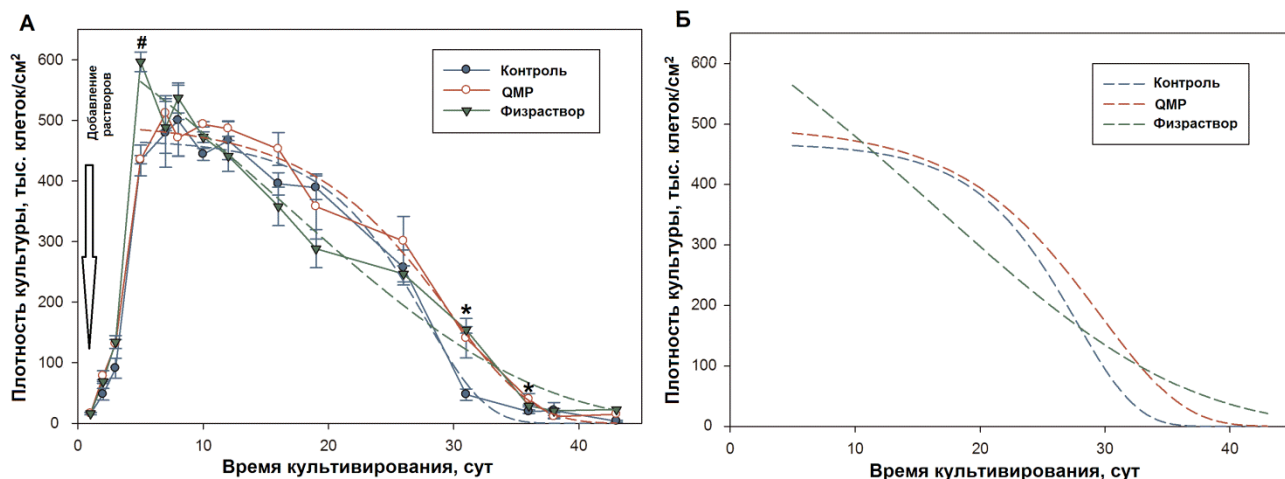 А
Плотность культуры, тыс. клеток/см²
600
500
400
300
200
100
0
#
Добавление
растворов
Контроль
QMP
Физраствор
*
*
0
10
20
30
40
Время культивирования, сут
Б
Плотность культуры, тыс. клеток/см²
600
500
400
300
200
100
0
Контроль
QMP
Физраствор
0
10
20
30
40
Время культивирования, сут